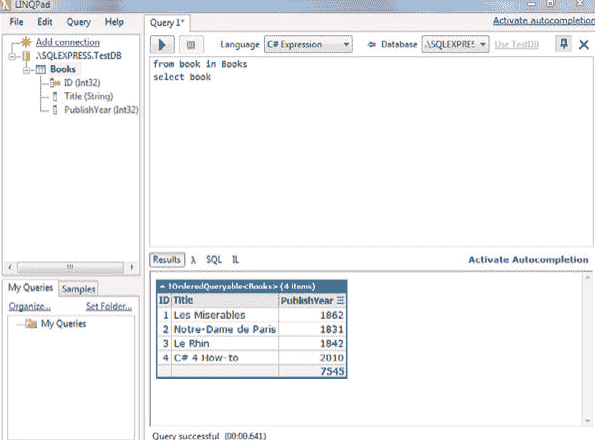 LINQPad
File Edit Query Help
Add connection
.\SQLEXPRESS.TestDB
Books
ID (Int32)
Title (String)
PublishYear (Int32)
My Queries Samples
Organize... Set Folder...
My Queries
Query 1*
Activate autocompletion
Language C# Expression Database .\SQLEXPRES Use TestDB
from book in Books
select book
Results λ SQL IL Activate Autocompletion
IOrderedQueryable<Books> (4 items)
ID Title PublishYear
1 Les Miserables 1862
2 Notre-Dame de Paris 1831
3 Le Rhin 1842
4 C# 4 How-to 2010
7545
Query successful (00:00.641)